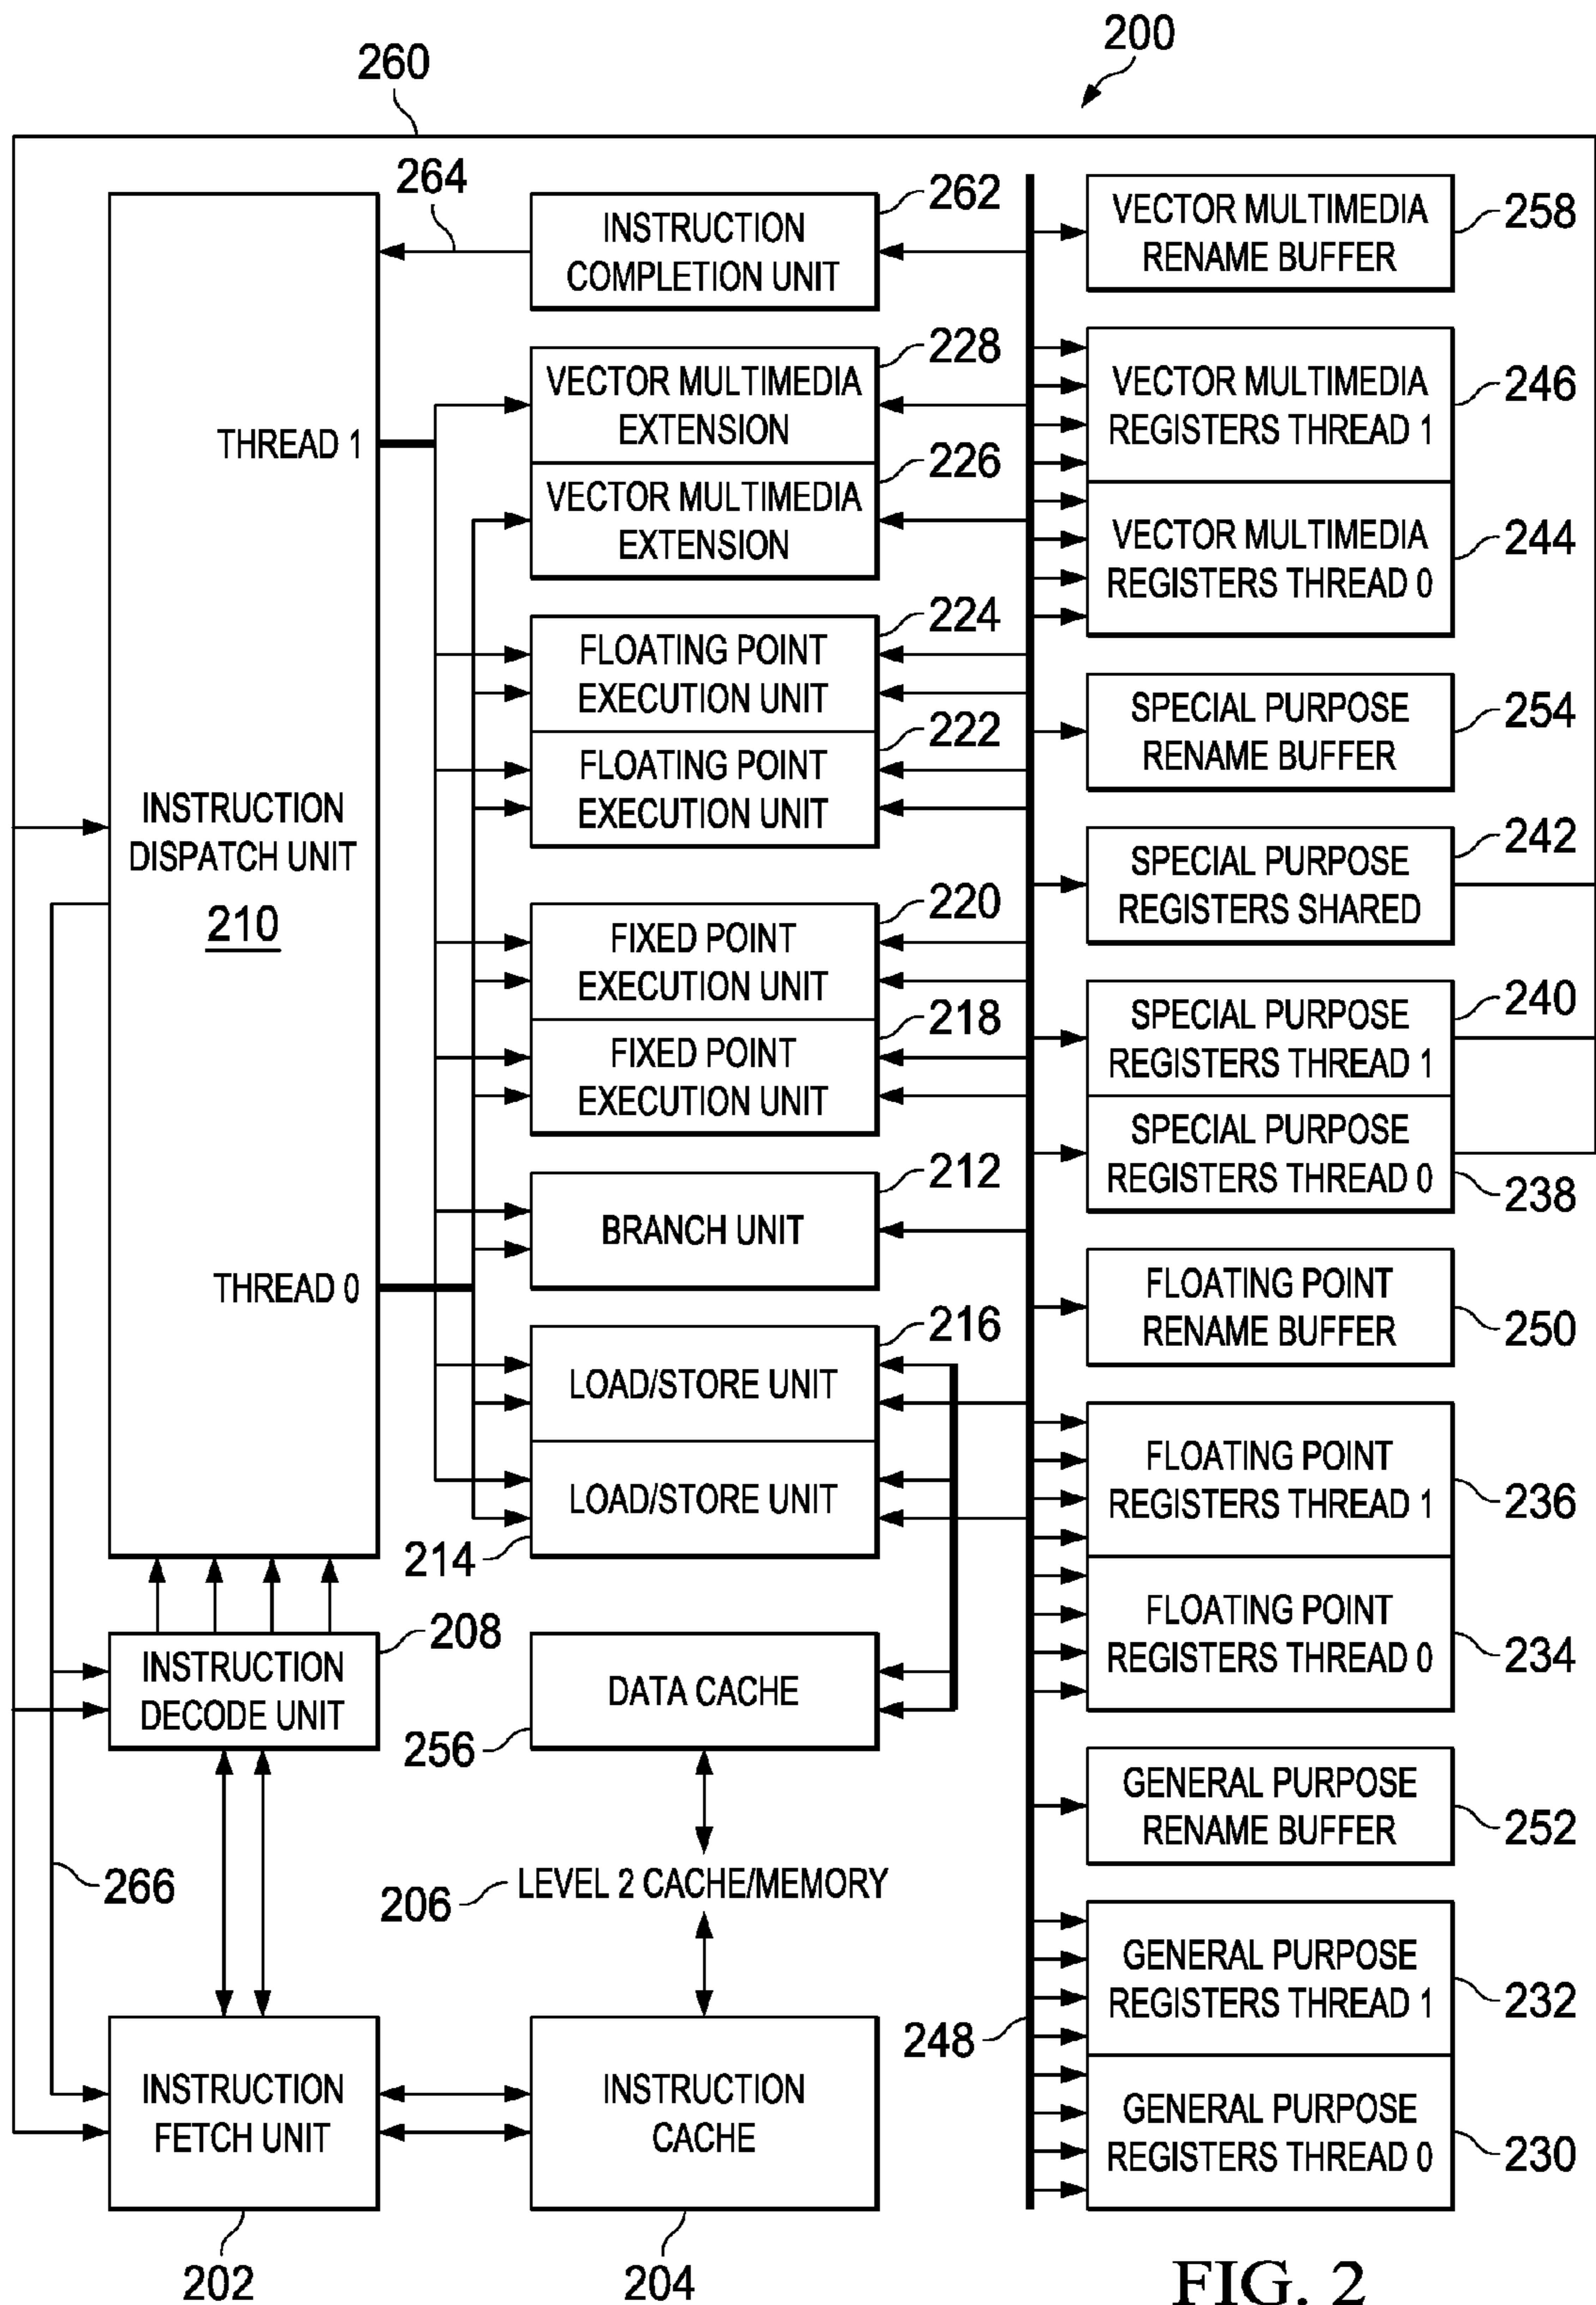 200
260
264
262
INSTRUCTION
COMPLETION UNIT
VECTOR MULTIMEDIA
RENAME BUFFER
258
228
VECTOR MULTIMEDIA
EXTENSION
226
VECTOR MULTIMEDIA
EXTENSION
VECTOR MULTIMEDIA
REGISTERS THREAD 1
246
VECTOR MULTIMEDIA
REGISTERS THREAD 0
244
THREAD 1
INSTRUCTION
DISPATCH UNIT
210
THREAD 0
224
FLOATING POINT
EXECUTION UNIT
222
FLOATING POINT
EXECUTION UNIT
SPECIAL PURPOSE
RENAME BUFFER
254
SPECIAL PURPOSE
REGISTERS SHARED
242
220
FIXED POINT
EXECUTION UNIT
218
FIXED POINT
EXECUTION UNIT
SPECIAL PURPOSE
REGISTERS THREAD 1
240
SPECIAL PURPOSE
REGISTERS THREAD 0
238
212
BRANCH UNIT
FLOATING POINT
RENAME BUFFER
250
216
LOAD/STORE UNIT
LOAD/STORE UNIT
214
FLOATING POINT
REGISTERS THREAD 1
236
FLOATING POINT
REGISTERS THREAD 0
234
208
INSTRUCTION
DECODE UNIT
DATA CACHE
256
GENERAL PURPOSE
RENAME BUFFER
252
266
206
LEVEL 2 CACHE/MEMORY
GENERAL PURPOSE
REGISTERS THREAD 1
232
248
GENERAL PURPOSE
REGISTERS THREAD 0
230
INSTRUCTION
FETCH UNIT
INSTRUCTION
CACHE
202
204
FIG. 2